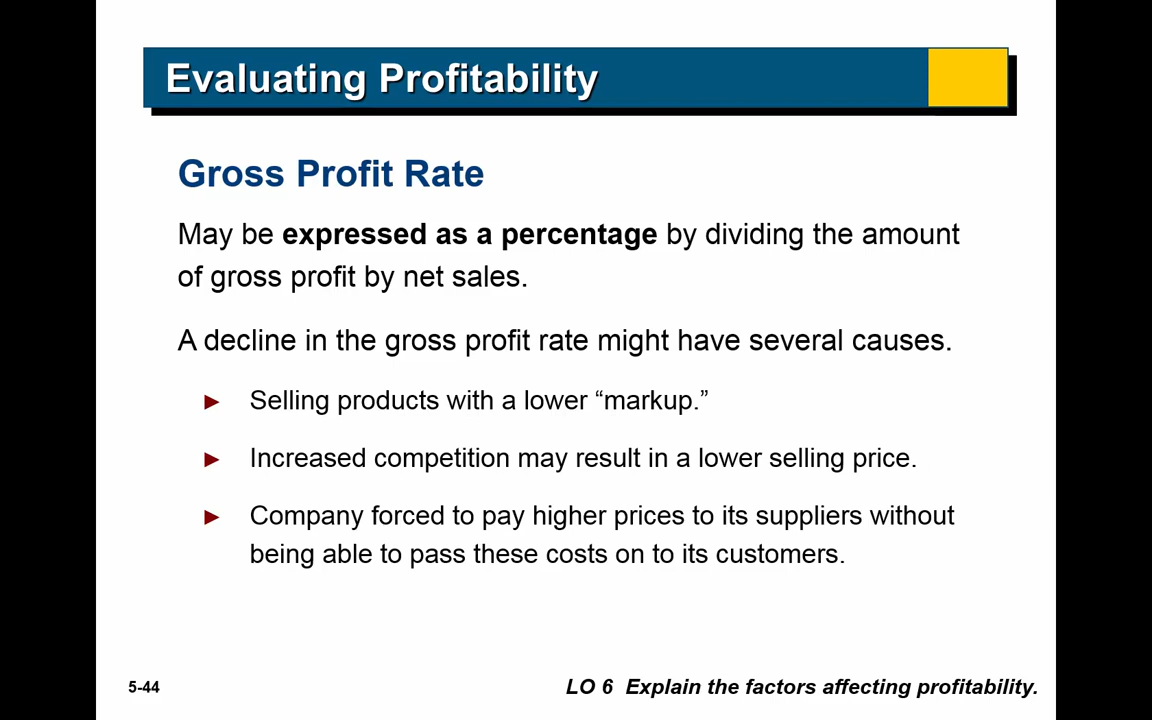 Evaluating Profitability
Gross Profit Rate
May be expressed as a percentage by dividing the amount
of gross profit by net sales.
A decline in the gross profit rate might have several causes.
► Selling products with a lower “markup.”
► Increased competition may result in a lower selling price.
► Company forced to pay higher prices to its suppliers without
being able to pass these costs on to its customers.
5-44
LO 6 Explain the factors affecting profitability.